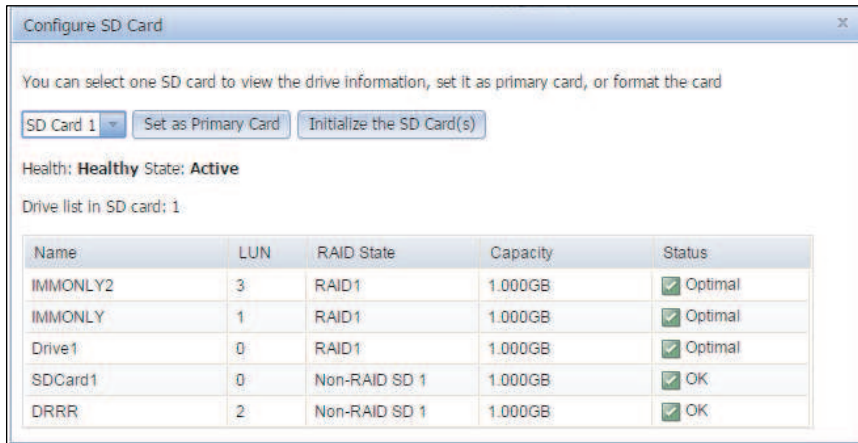 Configure SD Card x
You can select one SD card to view the drive information, set it as primary card, or format the card
SD Card 1 Set as Primary Card Initialize the SD Card(s)
Health: Healthy State: Active
Drive list in SD card: 1
Name LUN RAID State Capacity Status
IMMONLY2 3 RAID1 1.000GB Optimal
IMMONLY 1 RAID1 1.000GB Optimal
Drive1 0 RAID1 1.000GB Optimal
SDCard1 0 Non-RAID SD 1 1.000GB OK
DRRR 2 Non-RAID SD 1 1.000GB OK